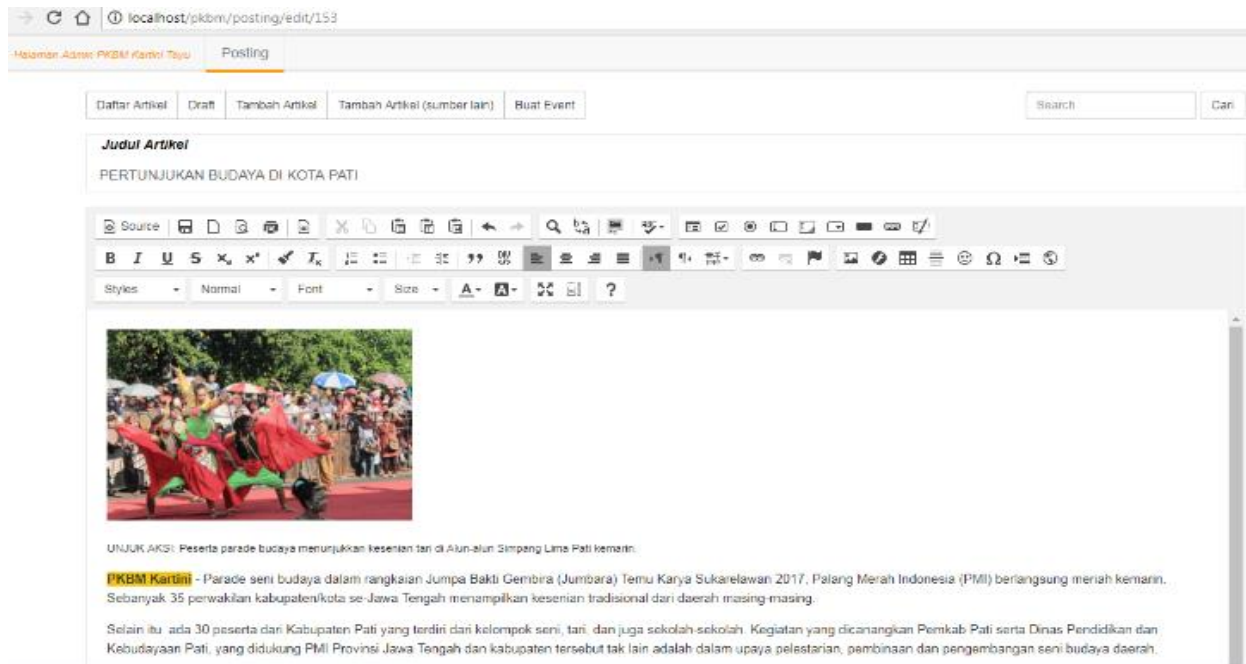 localhost/pkbm/posting/edit/153
Halaman Admin PKBM Kartini Tayu Posting
Daftar Artikel Draft Tambah Artikel Tambah Artikel (sumber lain) Buat Event Search Cari
Judul Artikel
PERTUNJUKAN BUDAYA DI KOTA PATI
Source
Styles Normal Font Size
UNJUK AKSI: Peserta parade budaya menunjukkan kesenian tari di Alun-alun Simpang Lima Pati kemarin.
PKBM Kartini - Parade seni budaya dalam rangkaian Jumpa Bakti Gembira (Jumbara) Temu Karya Sukarelawan 2017, Palang Merah Indonesia (PMI) berlangsung meriah kemarin.
Sebanyak 35 perwakilan kabupaten/kota se-Jawa Tengah menampilkan kesenian tradisional dari daerah masing-masing.
Selain itu ada 30 peserta dari Kabupaten Pati yang terdiri dari kelompok seni, tari, dan juga sekolah-sekolah. Kegiatan yang dicanangkan Pemkab Pati serta Dinas Pendidikan dan
Kebudayaan Pati, yang didukung PMI Provinsi Jawa Tengah dan kabupaten tersebut tak lain adalah dalam upaya pelestarian, pembinaan dan pengembangan seni budaya daerah.